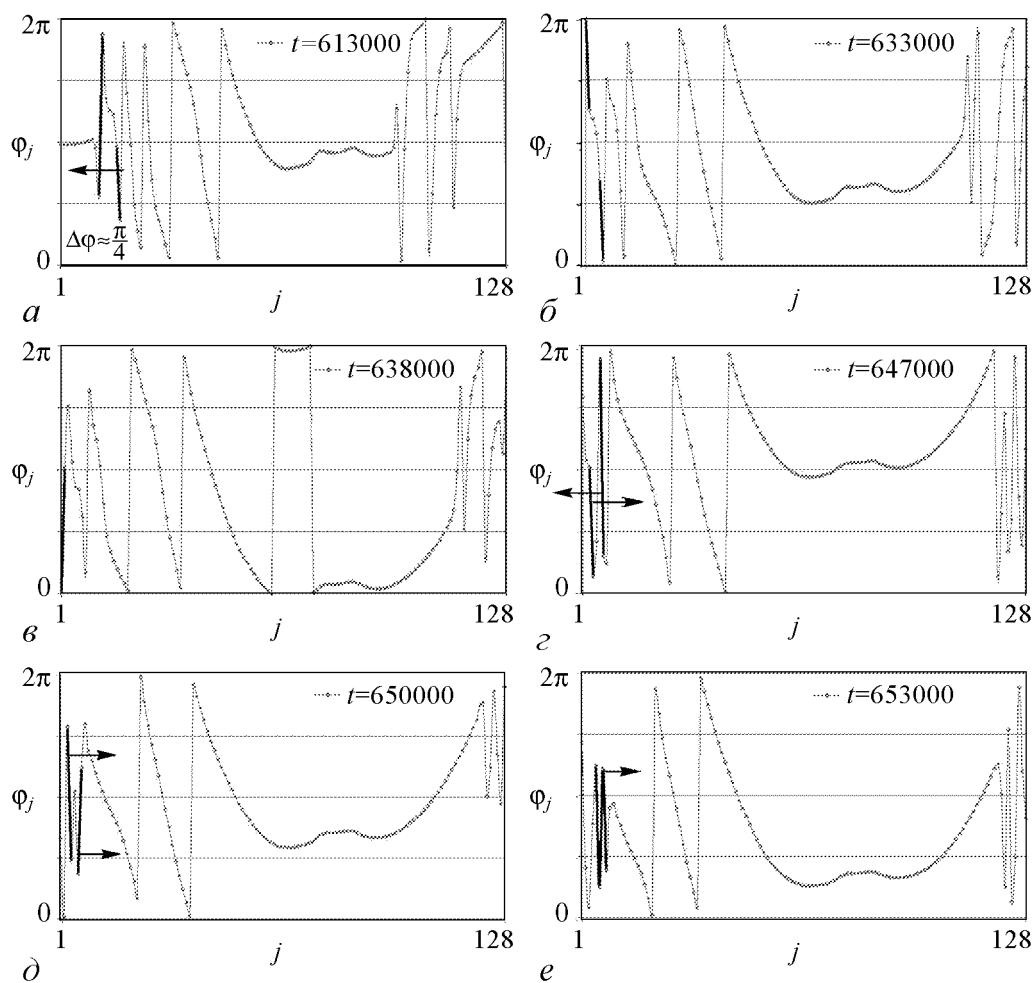 2π
t=613000
φj
Δφ≈π/4
0
1
128
j
а
2π
t=633000
φj
0
1
128
j
б
2π
t=638000
φj
0
1
128
j
в
2π
t=647000
φj
0
1
128
j
г
2π
t=650000
φj
0
1
128
j
д
2π
t=653000
φj
0
1
128
j
е